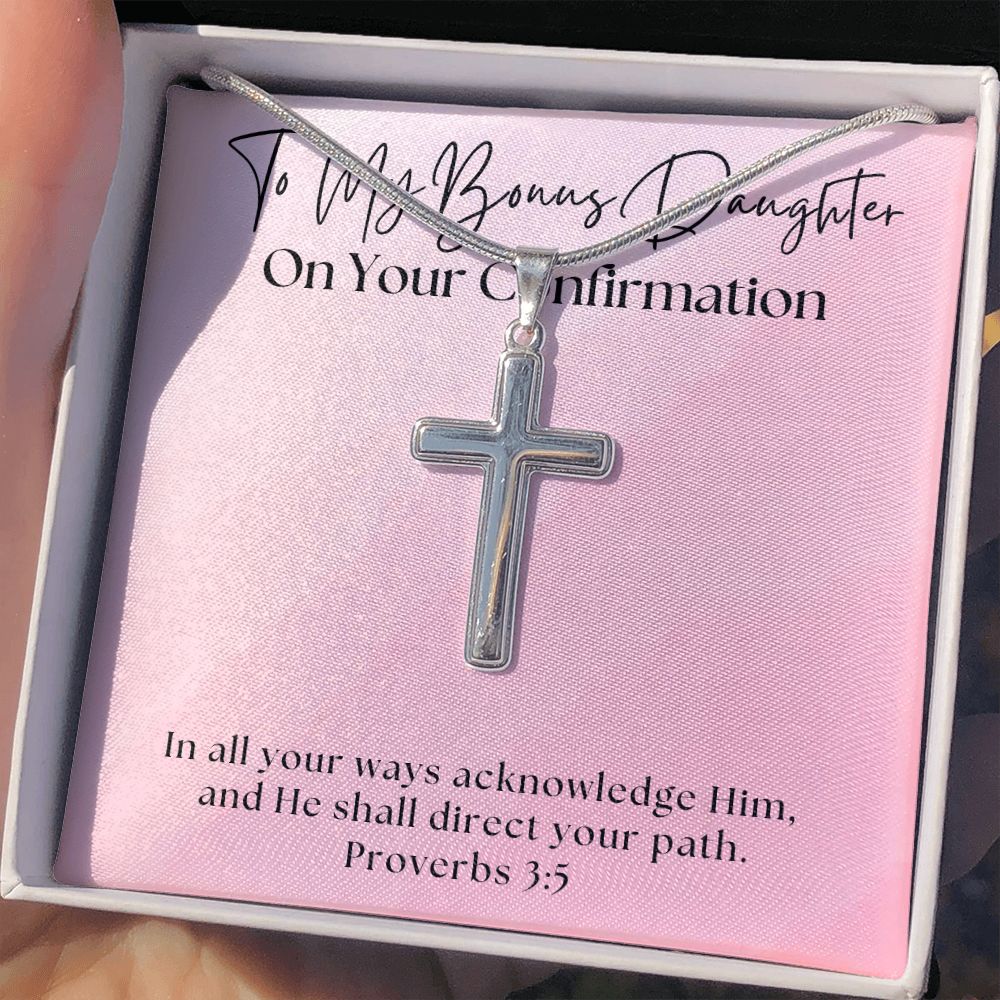 To My Bonus Daughter
On Your Confirmation
In all your ways acknowledge Him,
and He shall direct your path.
Proverbs 3:5